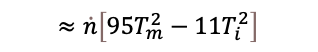 ≈ ṅ[95T_m^2 − 11T_i^2]